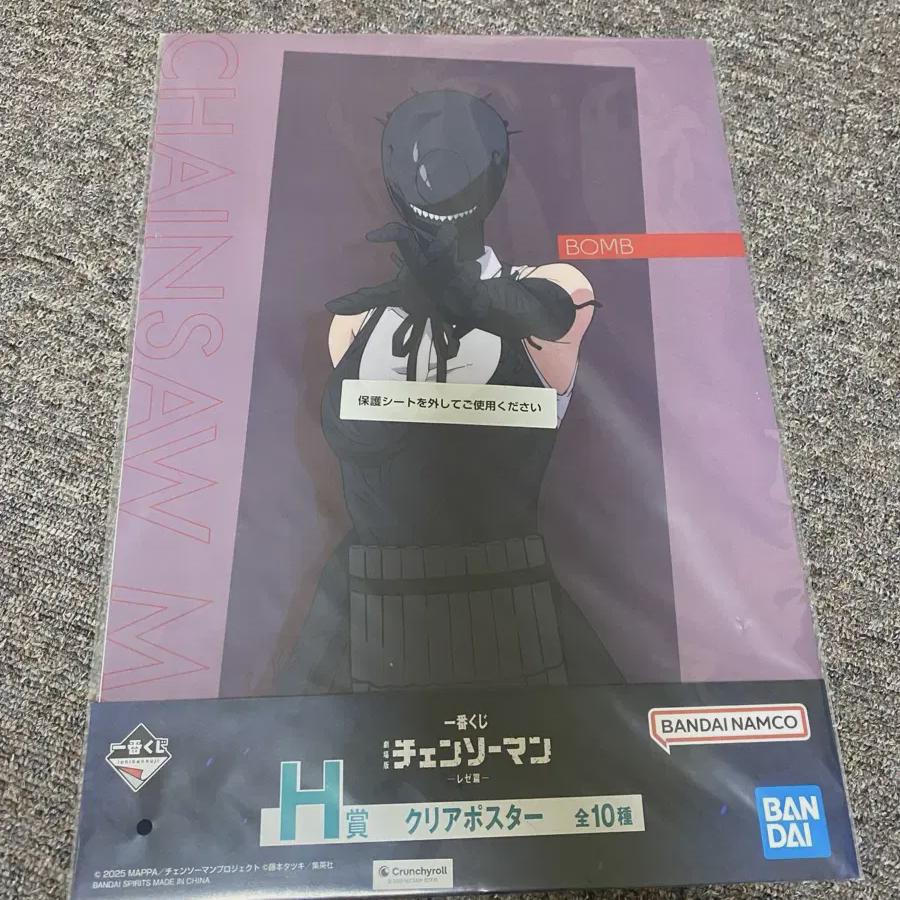 CHAINSAW M
BOMB
保護シートを外してご使用ください
一番くじ
ichibankuji
一番くじ
劇場版
チェンソーマン
—レゼ篇—
BANDAI NAMCO
H賞 クリアポスター 全10種
BAN
DAI
© 2025 MAPPA/チェンソーマンプロジェクト ©藤本タツキ/集英社
BANDAI SPIRITS MADE IN CHINA
Crunchyroll